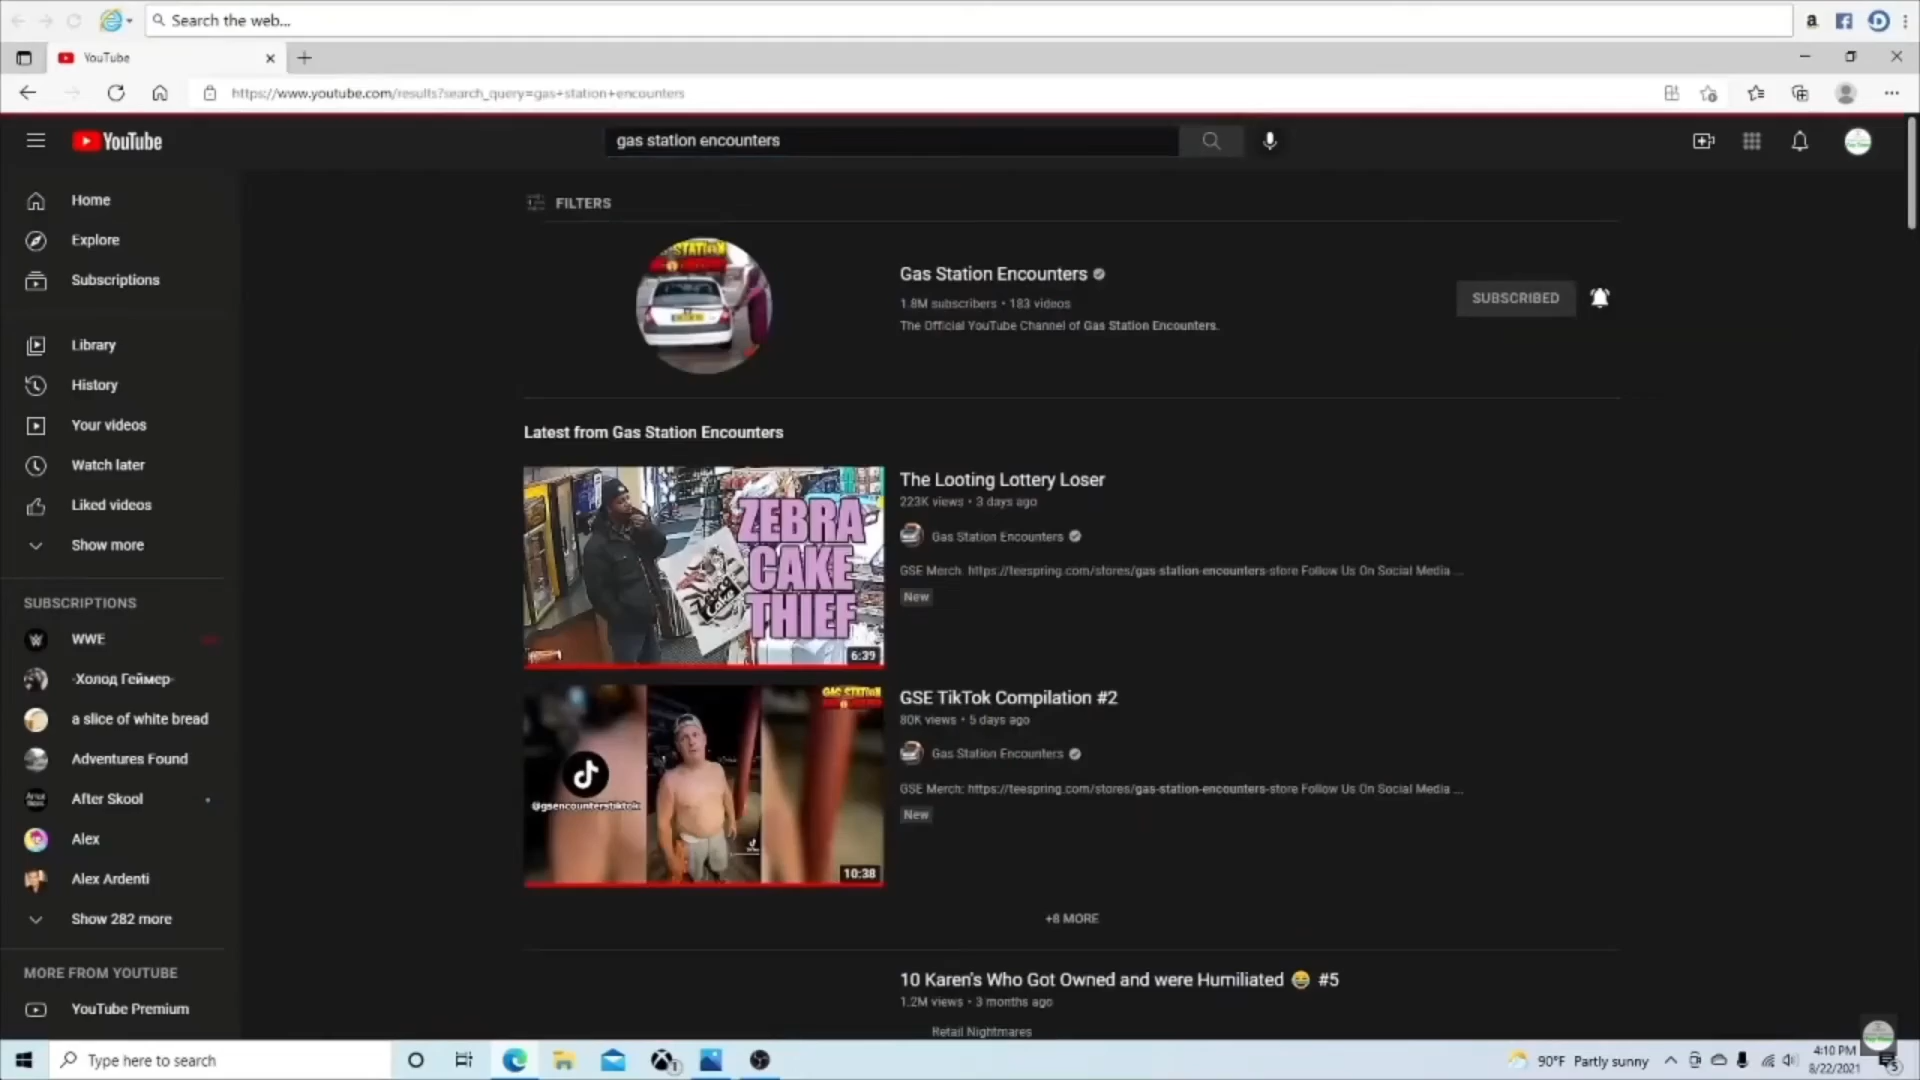 Search the web...
a
YouTube
https://www.youtube.com/results?search_query=gas+station+encounters
YouTube
gas station encounters
Home
Explore
Subscriptions
Library
History
Your videos
Watch later
Liked videos
Show more
SUBSCRIPTIONS
WWE
-Холод Геймер-
a slice of white bread
Adventures Found
After Skool
Alex
Alex Ardenti
Show 282 more
MORE FROM YOUTUBE
YouTube Premium
FILTERS
STATION
Gas Station Encounters
1.8M subscribers • 183 videos
The Official YouTube Channel of Gas Station Encounters.
SUBSCRIBED
Latest from Gas Station Encounters
ZEBRA
CAKE
THIEF
6:39
The Looting Lottery Loser
223K views • 3 days ago
Gas Station Encounters
GSE Merch: https://teespring.com/stores/gas-station-encounters-store Follow Us On Social Media ...
New
GAS STATION
@gsencounterstiktok
10:38
GSE TikTok Compilation #2
80K views • 5 days ago
Gas Station Encounters
GSE Merch: https://teespring.com/stores/gas-station-encounters-store Follow Us On Social Media ...
New
+8 MORE
10 Karen's Who Got Owned and were Humiliated 😂 #5
1.2M views • 3 months ago
Retail Nightmares
Type here to search
1
90°F Partly sunny
4:10 PM
8/22/2021
5